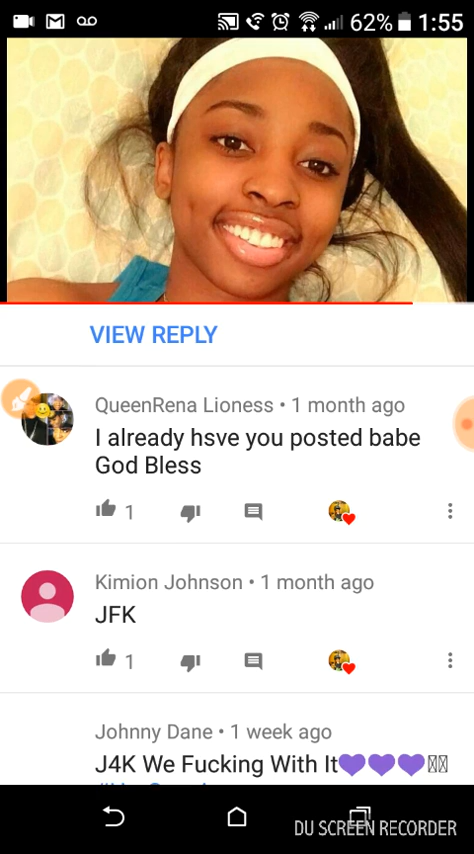 62% 1:55
VIEW REPLY
QueenRena Lioness • 1 month ago
I already hsve you posted babe
God Bless
1
Kimion Johnson • 1 month ago
JFK
1
Johnny Dane • 1 week ago
J4K We Fucking With It💜💜💜
DU SCREEN RECORDER